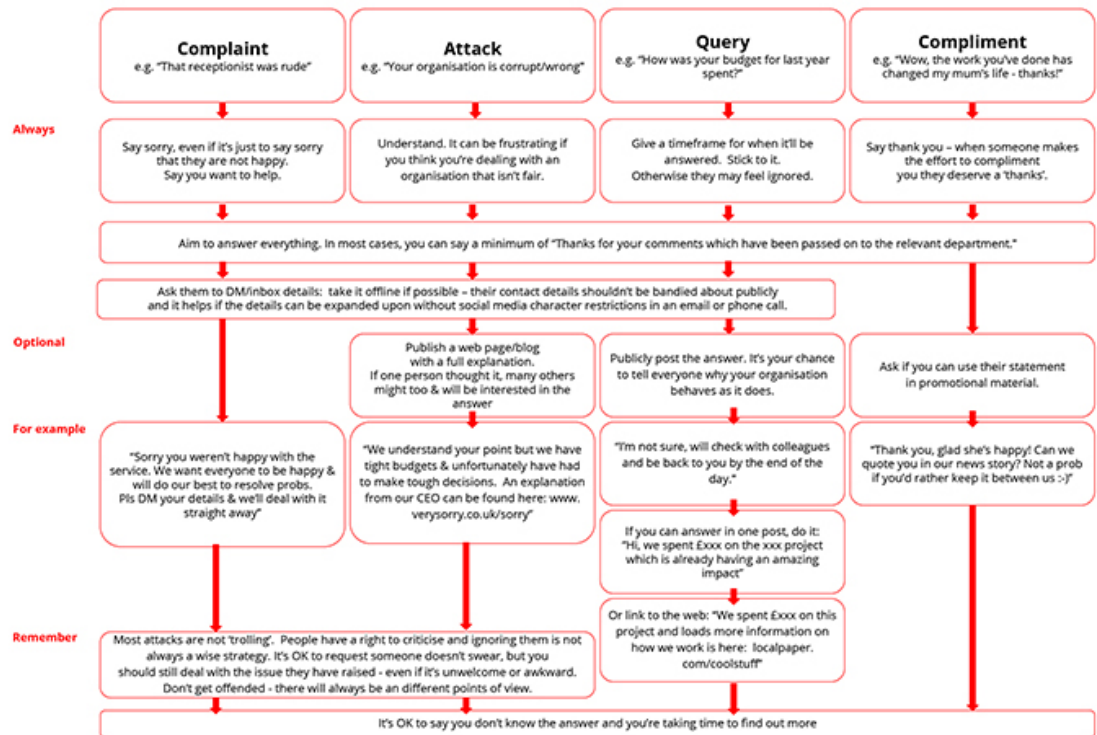 Complaint
e.g. "That receptionist was rude"
Attack
e.g. "Your organisation is corrupt/wrong"
Query
e.g. "How was your budget for last year
spent?"
Compliment
e.g. "Wow, the work you've done has
changed my mum's life - thanks!"
Always
Say sorry, even if it's just to say sorry
that they are not happy.
Say you want to help.
Understand. It can be frustrating if
you think you're dealing with an
organisation that isn't fair.
Give a timeframe for when it'll be
answered. Stick to it.
Otherwise they may feel ignored.
Say thank you – when someone makes
the effort to compliment
you they deserve a 'thanks'.
Aim to answer everything. In most cases, you can say a minimum of "Thanks for your comments which have been passed on to the relevant department."
Ask them to DM/inbox details: take it offline if possible – their contact details shouldn't be bandied about publicly
and it helps if the details can be expanded upon without social media character restrictions in an email or phone call.
Optional
Publish a web page/blog
with a full explanation.
If one person thought it, many others
might too & will be interested in the
answer
Publicly post the answer. It's your chance
to tell everyone why your organisation
behaves as it does.
Ask if you can use their statement
in promotional material.
For example
"Sorry you weren't happy with the
service. We want everyone to be happy &
will do our best to resolve probs.
Pls DM your details & we'll deal with it
straight away"
"We understand your point but we have
tight budgets & unfortunately have had
to make tough decisions. An explanation
from our CEO can be found here: www.
verysorry.co.uk/sorry"
"I'm not sure, will check with colleagues
and be back to you by the end of the
day."
"Thank you, glad she's happy! Can we
quote you in our news story? Not a prob
if you'd rather keep it between us :-)"
If you can answer in one post, do it:
"Hi, we spent £xxx on the xxx project
which is already having an amazing
impact"
Or link to the web: "We spent £xxx on this
project and loads more information on
how we work is here: localpaper.
com/coolstuff"
Remember
Most attacks are not 'trolling'. People have a right to criticise and ignoring them is not
always a wise strategy. It's OK to request someone doesn't swear, but you
should still deal with the issue they have raised - even if it's unwelcome or awkward.
Don't get offended - there will always be an different points of view.
It's OK to say you don't know the answer and you're taking time to find out more